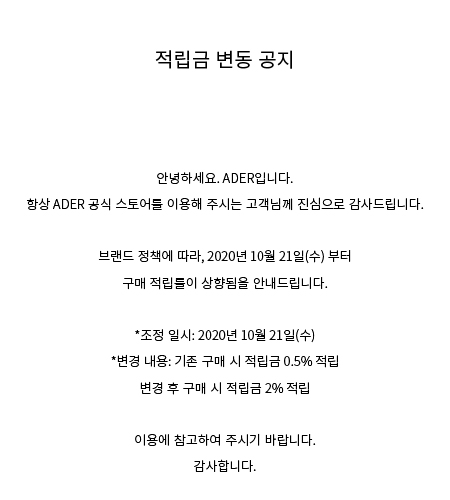 적립금 변동 공지
안녕하세요. ADER입니다.
항상 ADER 공식 스토어를 이용해 주시는 고객님께 진심으로 감사드립니다.
브랜드 정책에 따라, 2020년 10월 21일(수) 부터
구매 적립률이 상향됨을 안내드립니다.
*조정 일시: 2020년 10월 21일(수)
*변경 내용: 기존 구매 시 적립금 0.5% 적립
변경 후 구매 시 적립금 2% 적립
이용에 참고하여 주시기 바랍니다.
감사합니다.